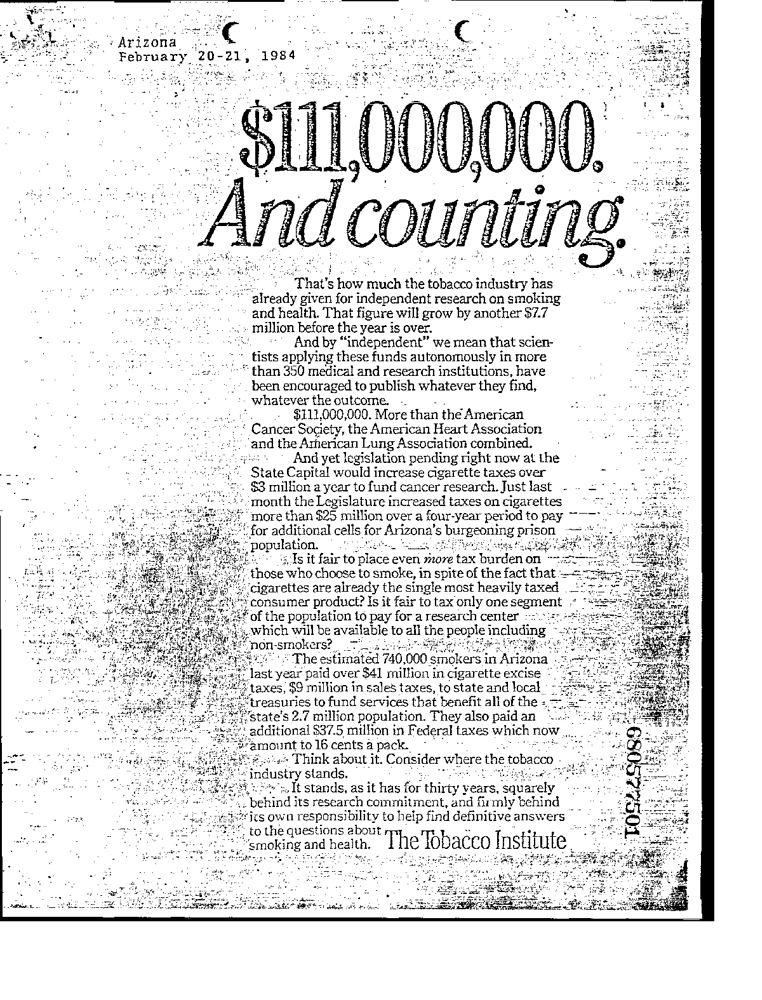 Arizona
February 20-21, 1984
$111,000,000.
And counting.
That's how much the tobacco industry has
already given for independent research on smoking
and health. That figure will grow by another $7.7
million before the year is over.
And by "independent" we mean that scien-
tists applying these funds autonomously in more
than 350 medical and research institutions, have
been encouraged to publish whatever they find,
whatever the outcome.
$111,000,000. More than the American
Cancer Society, the American Heart Association
and the American Lung Association combined.
And yet legislation pending right now at the
State Capital would increase cigarette taxes over
$3 million a year to fund cancer research. Just last
month the Legislature increased taxes on cigarettes
more than $25 million over a four-year period to pay
for additional cells for Arizona's burgeoning prison
population.
Is it fair to place even more tax burden on
those who choose to smoke, in spite of the fact that
cigarettes are already the single most heavily taxed
consumer product? Is it fair to tax only one segment
of the population to pay for a research center
which will be available to all the people including
non-smokers?
The estimated 740,000 smokers in Arizona
last year paid over $41 million in cigarette excise
taxes, $9 million in sales taxes, to state and local
treasuries to fund services that benefit all of the
state's 2.7 million population. They also paid an
additional $37.5 million in Federal taxes which now
amount to 16 cents a pack.
Think about it. Consider where the tobacco
industry stands.
It stands, as it has for thirty years, squarely
behind its research commitment, and firmly behind
its own responsibility to help find definitive answers
to the questions about
smoking and health. The Tobacco Institute
680577501